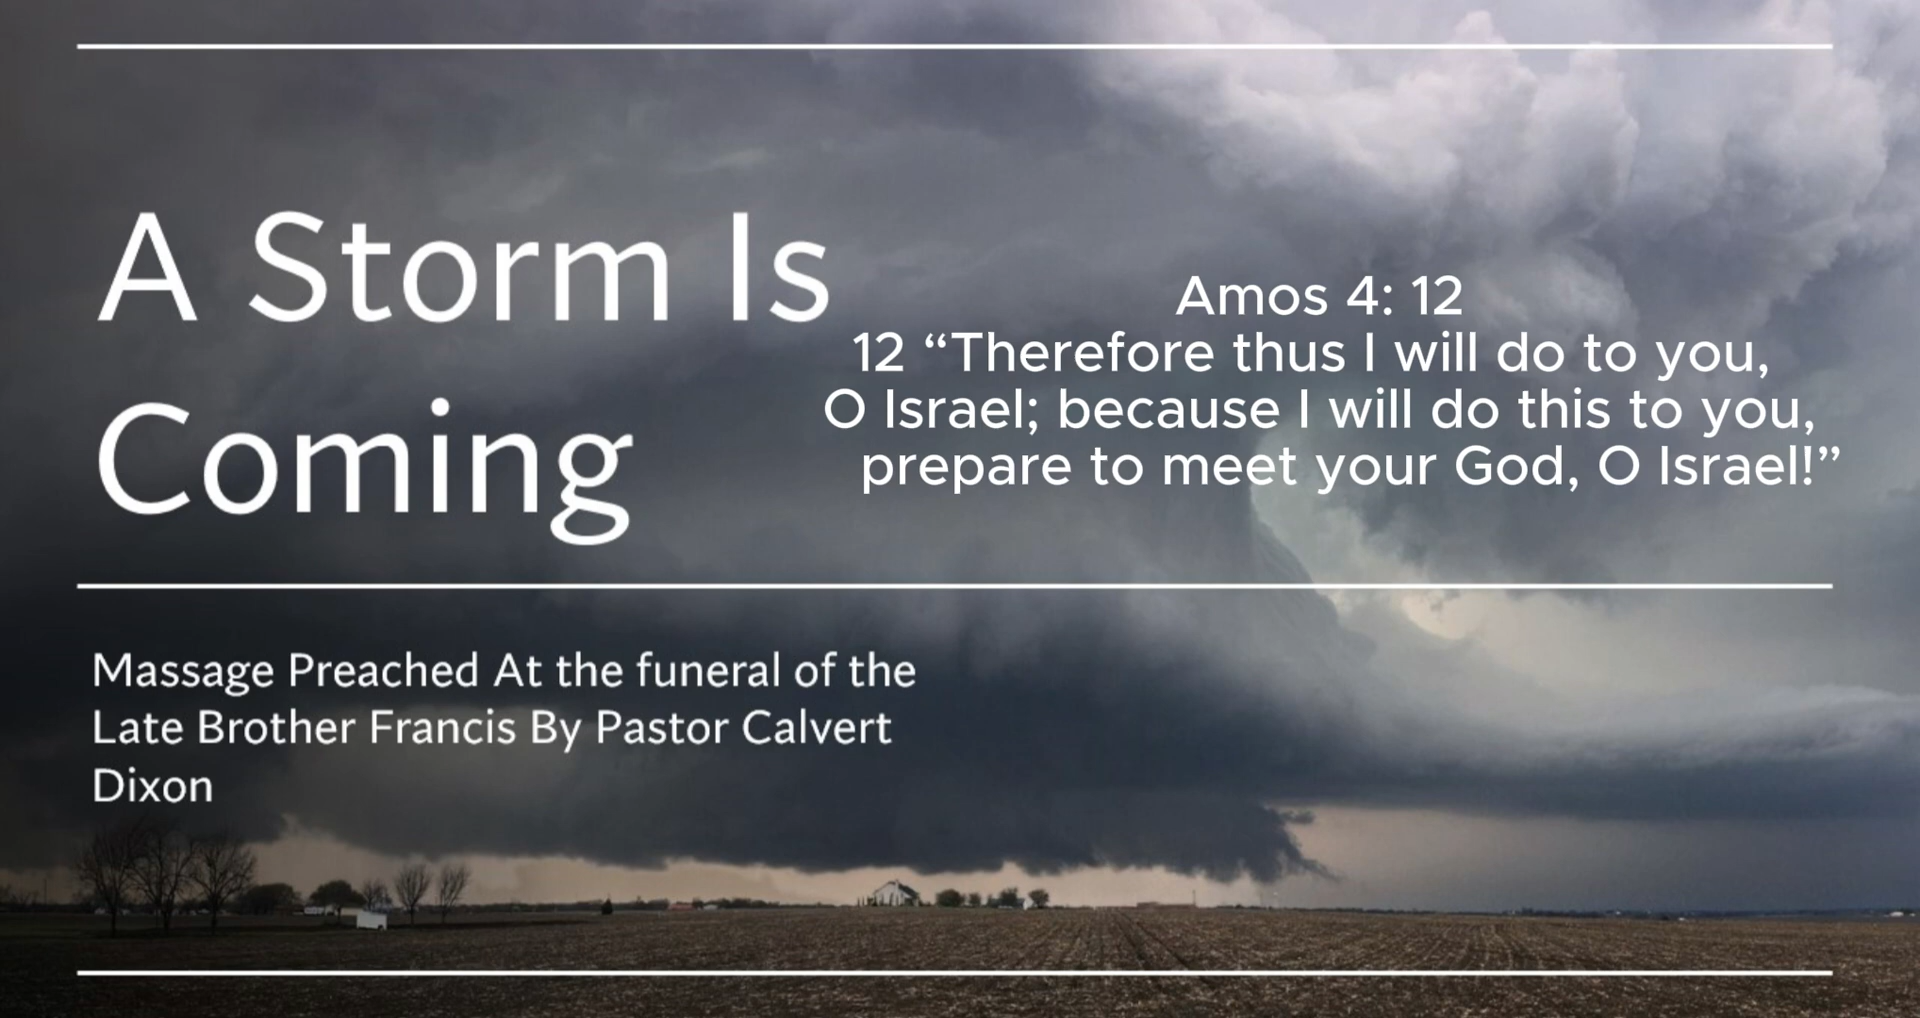 A Storm Is
Coming
Amos 4: 12
12 “Therefore thus I will do to you,
O Israel; because I will do this to you,
prepare to meet your God, O Israel!”
Massage Preached At the funeral of the
Late Brother Francis By Pastor Calvert
Dixon